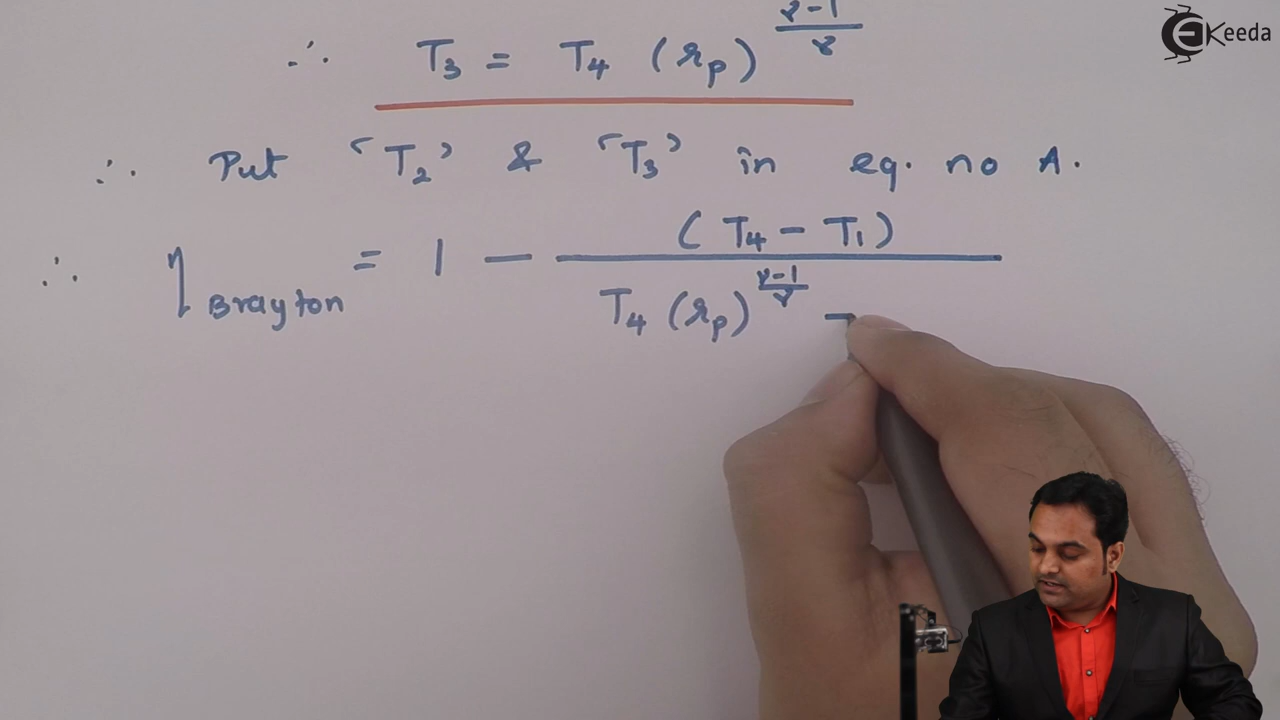 EKeeda
∴ T₃ = T₄ (rₚ)^(γ-1)/γ
∴ Put 'T₂' & 'T₃' in eq. no A.
∴ η Brayton = 1 - (T₄ - T₁) / T₄ (rₚ)^(γ-1)/γ -